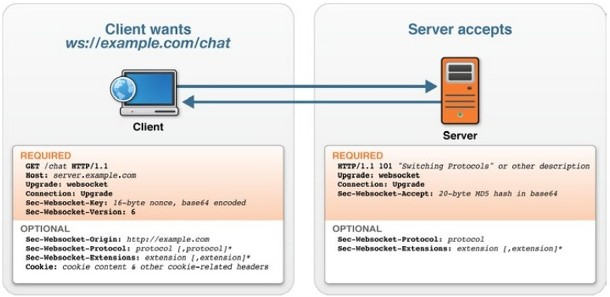 Client wants
ws://example.com/chat
Client
REQUIRED
GET /chat HTTP/1.1
Host: server.example.com
Upgrade: websocket
Connection: Upgrade
Sec-Websocket-Key: 16-byte nonce, base64 encoded
Sec-Websocket-Version: 6
OPTIONAL
Sec-Websocket-Origin: http://example.com
Sec-Websocket-Protocol: protocol [,protocol]*
Sec-Websocket-Extensions: extension [,extension]*
Cookie: cookie content & other cookie-related headers
Server accepts
Server
REQUIRED
HTTP/1.1 101 "Switching Protocols" or other description
Upgrade: websocket
Connection: Upgrade
Sec-Websocket-Accept: 20-byte MD5 hash in base64
OPTIONAL
Sec-Websocket-Protocol: protocol
Sec-Websocket-Extensions: extension [,extension]*